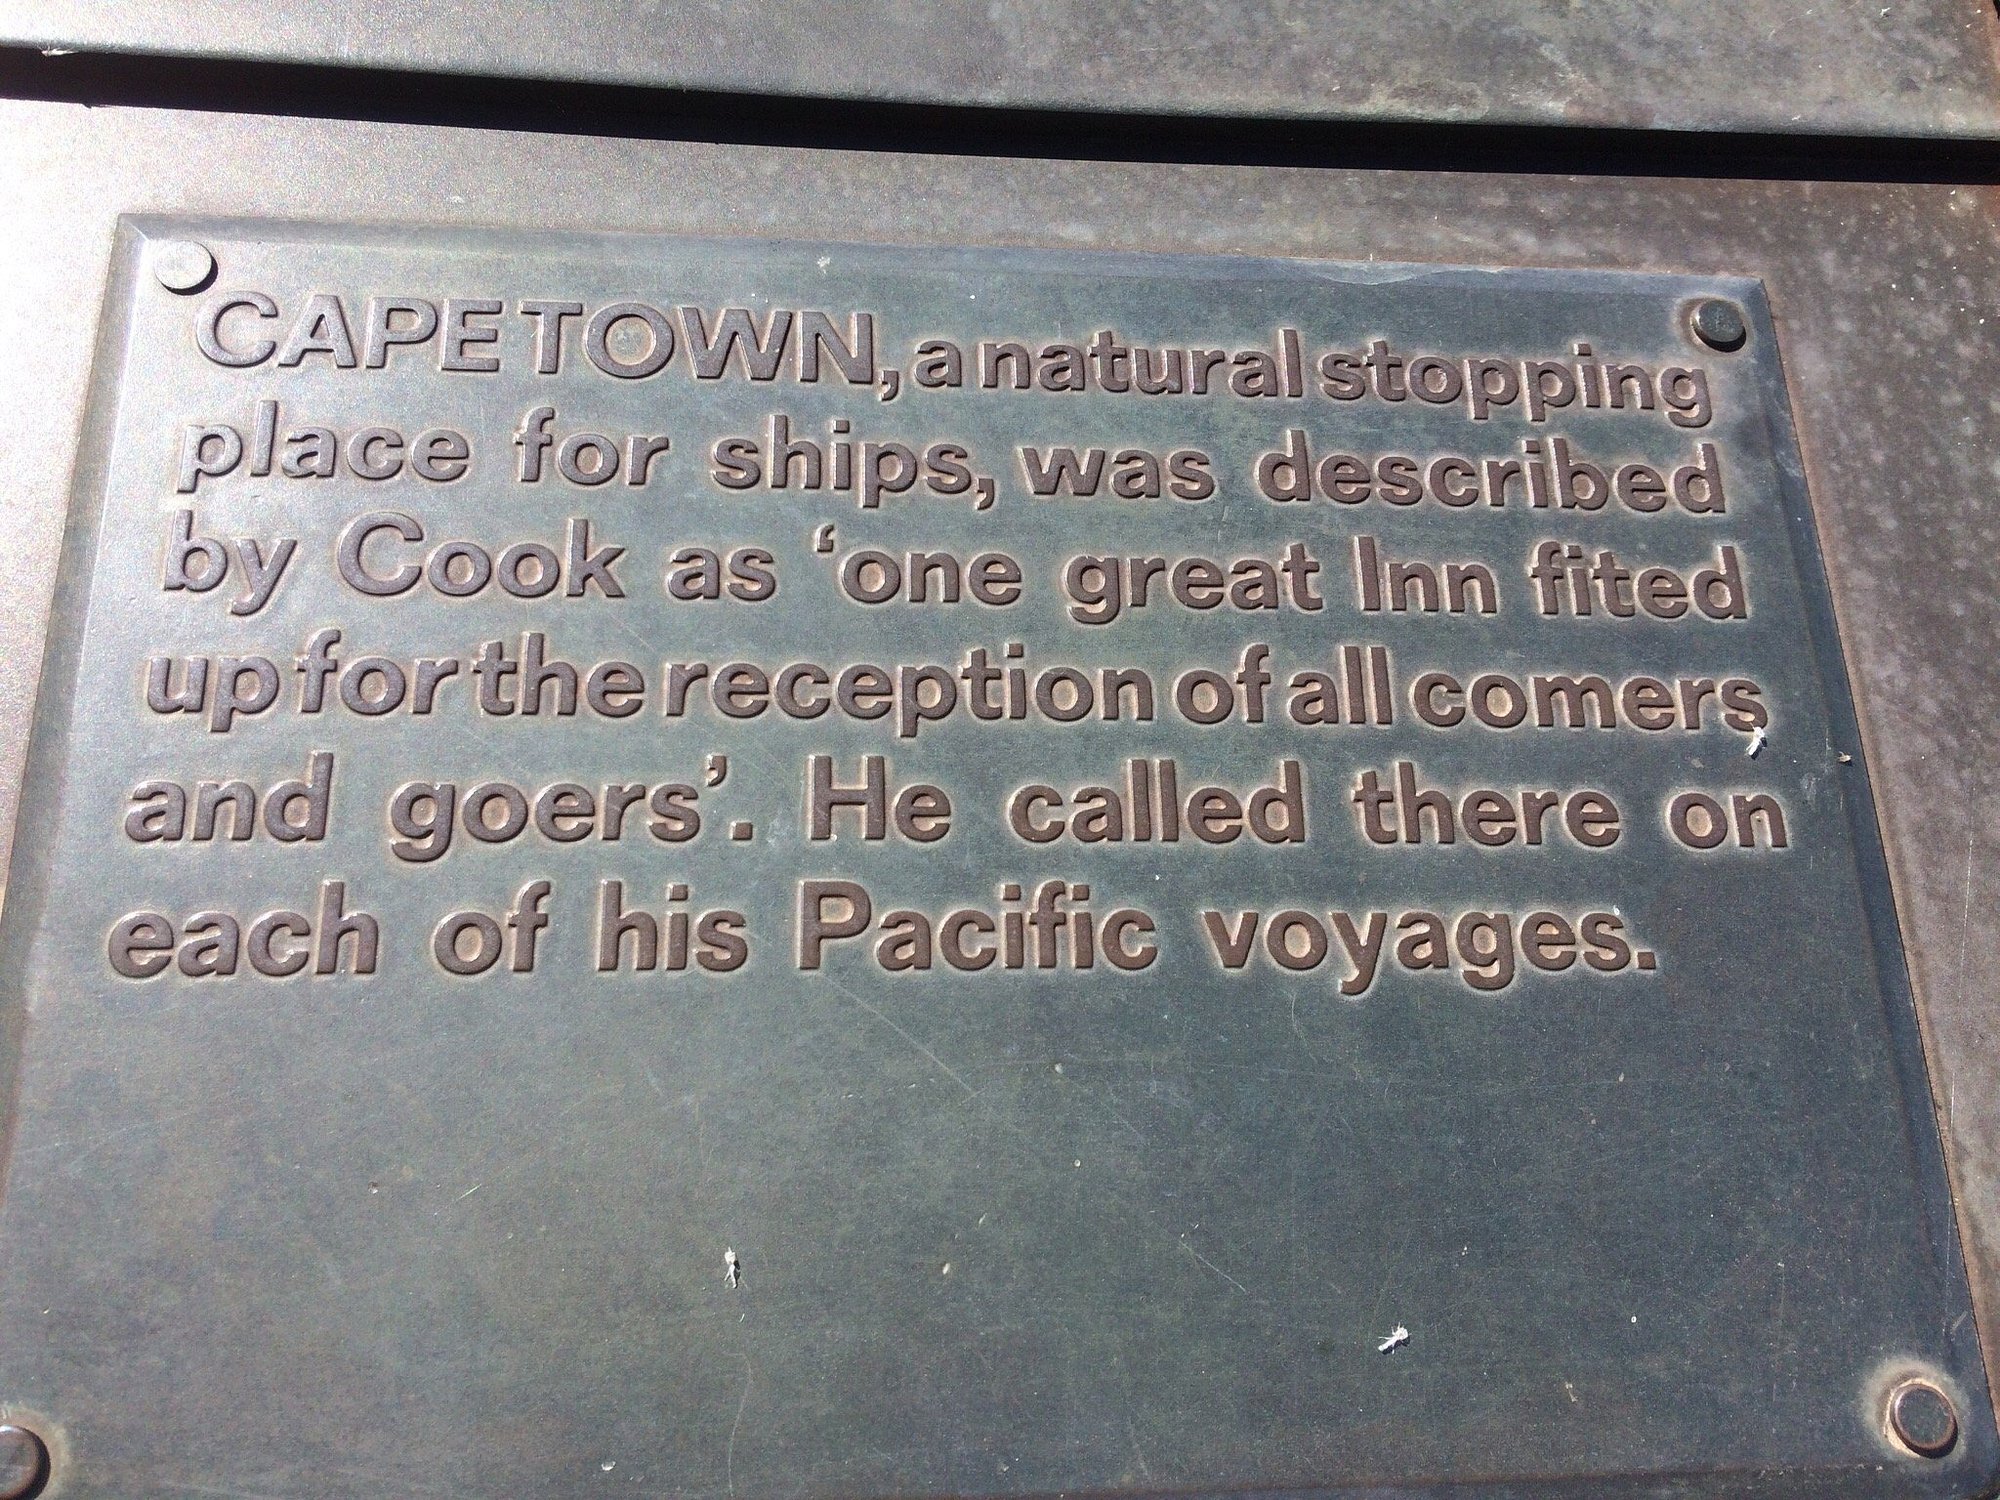 CAPE TOWN, a natural stopping
place for ships, was described
by Cook as ‘one great Inn fited
up for the reception of all comers
and goers’. He called there on
each of his Pacific voyages.